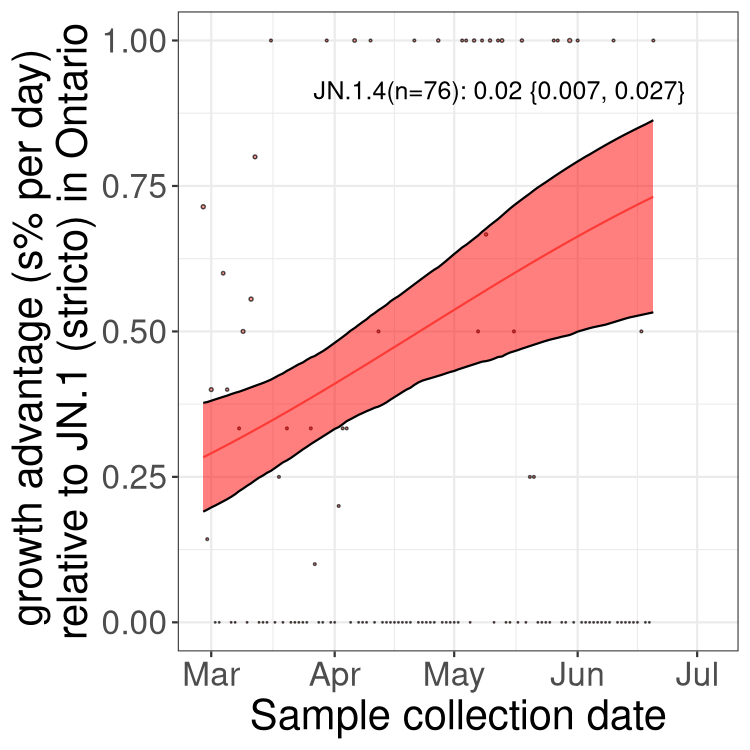 growth advantage (s% per day)
relative to JN.1 (stricto) in Ontario
1.00
0.75
0.50
0.25
0.00
JN.1.4(n=76): 0.02 {0.007, 0.027}
Mar Apr May Jun Jul
Sample collection date